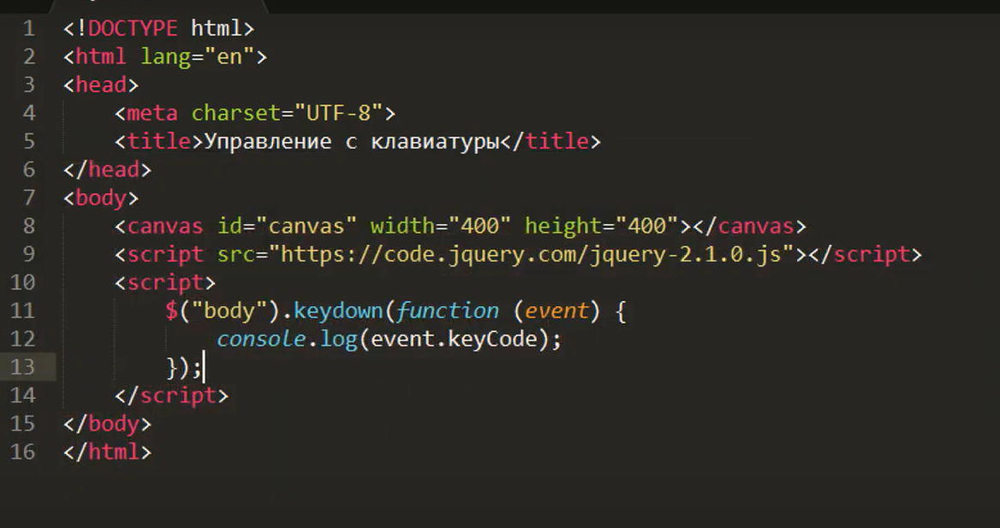 1 <!DOCTYPE html>
2 <html lang="en">
3 <head>
4 <meta charset="UTF-8">
5 <title>Управление с клавиатуры</title>
6 </head>
7 <body>
8 <canvas id="canvas" width="400" height="400"></canvas>
9 <script src="https://code.jquery.com/jquery-2.1.0.js"></script>
10 <script>
11 $("body").keydown(function (event) {
12 console.log(event.keyCode);
13 });
14 </script>
15 </body>
16 </html>